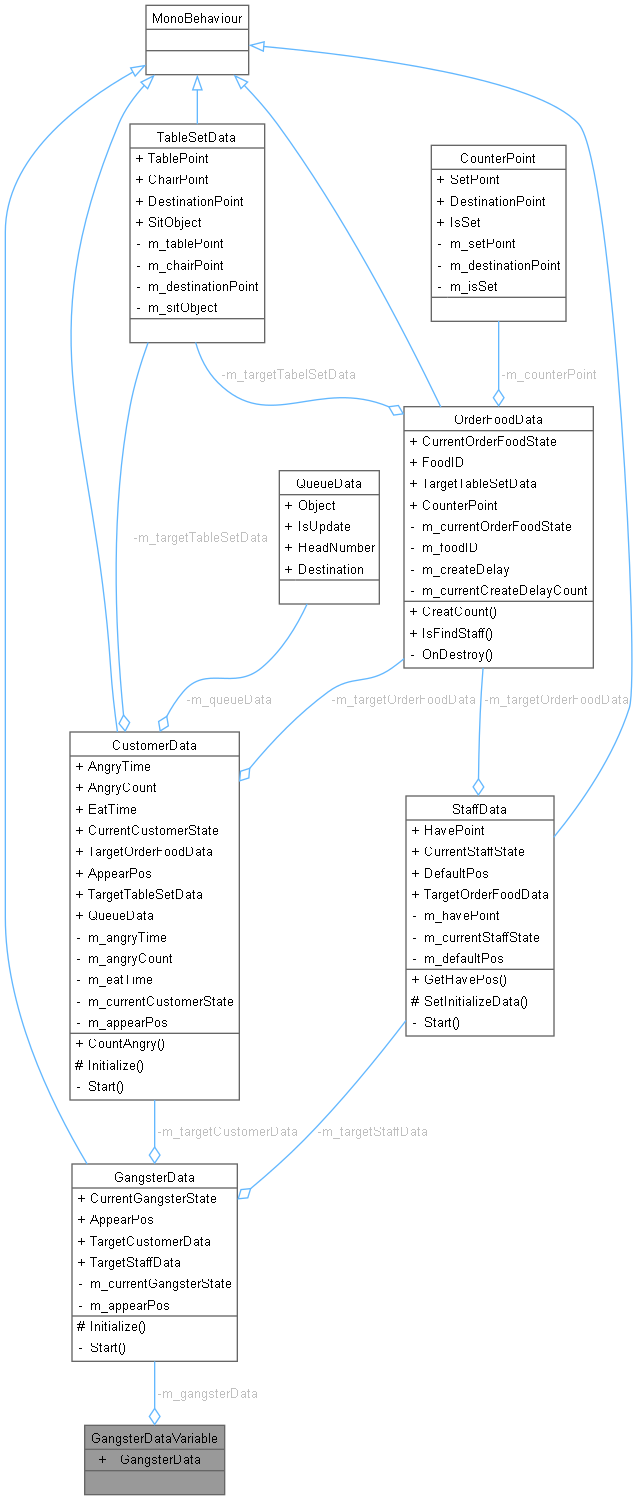 MonoBehaviour
TableSetData
+ TablePoint
+ ChairPoint
+ DestinationPoint
+ SitObject
- m_tablePoint
- m_chairPoint
- m_destinationPoint
- m_sitObject
CounterPoint
+ SetPoint
+ DestinationPoint
+ IsSet
- m_setPoint
- m_destinationPoint
- m_isSet
-m_targetTabelSetData
-m_counterPoint
OrderFoodData
+ CurrentOrderFoodState
+ FoodID
+ TargetTableSetData
+ CounterPoint
- m_currentOrderFoodState
- m_foodID
- m_createDelay
- m_currentCreateDelayCount
+ CreatCount()
+ IsFindStaff()
- OnDestroy()
QueueData
+ Object
+ IsUpdate
+ HeadNumber
+ Destination
-m_targetTableSetData
-m_queueData
-m_targetOrderFoodData
-m_targetOrderFoodData
CustomerData
+ AngryTime
+ AngryCount
+ EatTime
+ CurrentCustomerState
+ TargetOrderFoodData
+ AppearPos
+ TargetTableSetData
+ QueueData
- m_angryTime
- m_angryCount
- m_eatTime
- m_currentCustomerState
- m_appearPos
+ CountAngry()
# Initialize()
- Start()
StaffData
+ HavePoint
+ CurrentStaffState
+ DefaultPos
+ TargetOrderFoodData
- m_havePoint
- m_currentStaffState
- m_defaultPos
+ GetHavePos()
# SetInitializeData()
- Start()
-m_targetCustomerData
-m_targetStaffData
GangsterData
+ CurrentGangsterState
+ AppearPos
+ TargetCustomerData
+ TargetStaffData
- m_currentGangsterState
- m_appearPos
# Initialize()
- Start()
-m_gangsterData
GangsterDataVariable
+ GangsterData